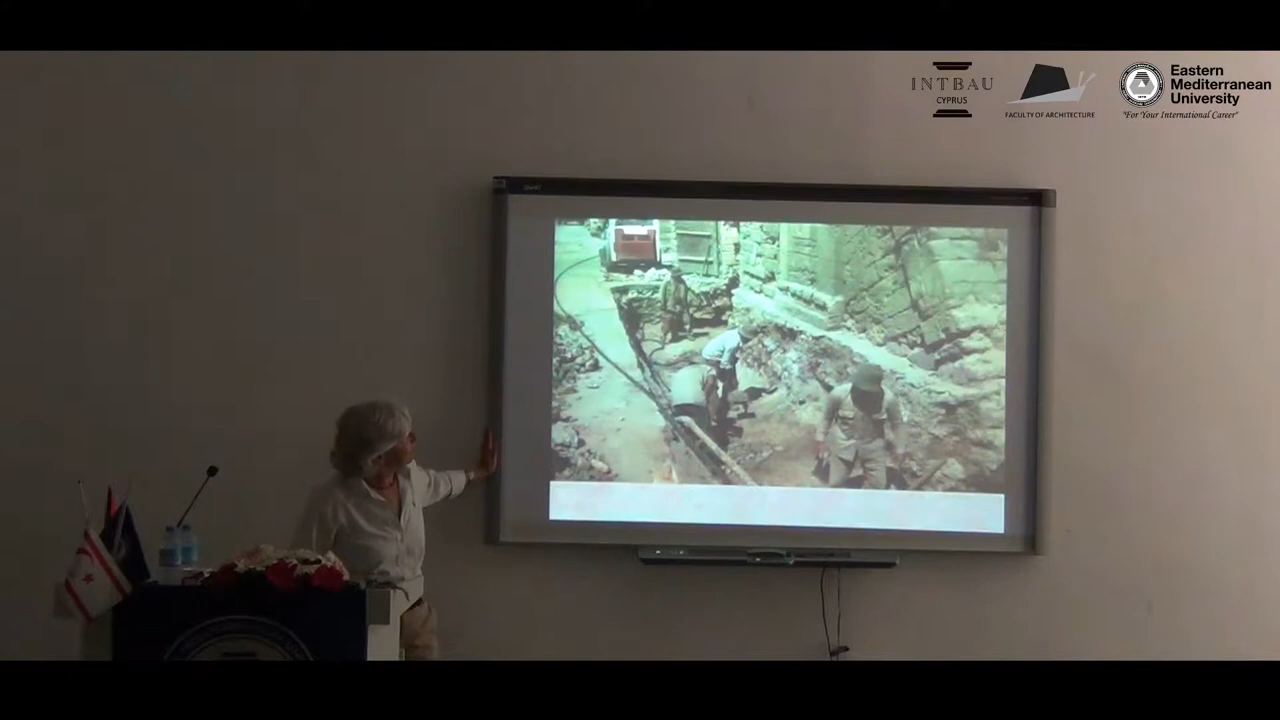 INTBAU
CYPRUS
FACULTY OF ARCHITECTURE
Eastern
Mediterranean
University
"For Your International Career"